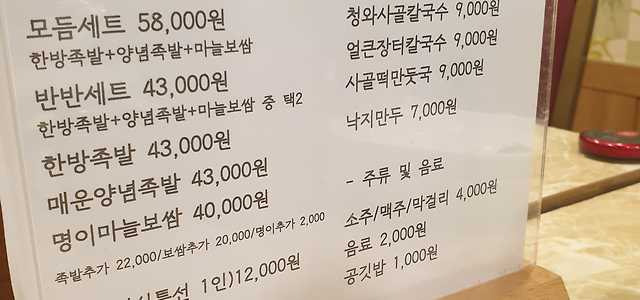 모듬세트 58,000원
한방족발+양념족발+마늘보쌈
반반세트 43,000원
한방족발+양념족발+마늘보쌈 중 택2
한방족발 43,000원
매운양념족발 43,000원
명이마늘보쌈 40,000원
족발추가 22,000/보쌈추가 20,000/명이추가 2,000
1인)12,000원
청와사골칼국수 9,000원
얼큰장터칼국수 9,000원
사골떡만둣국 9,000원
낙지만두 7,000원
- 주류 및 음료
소주/맥주/막걸리 4,000원
음료 2,000원
공깃밥 1,000원